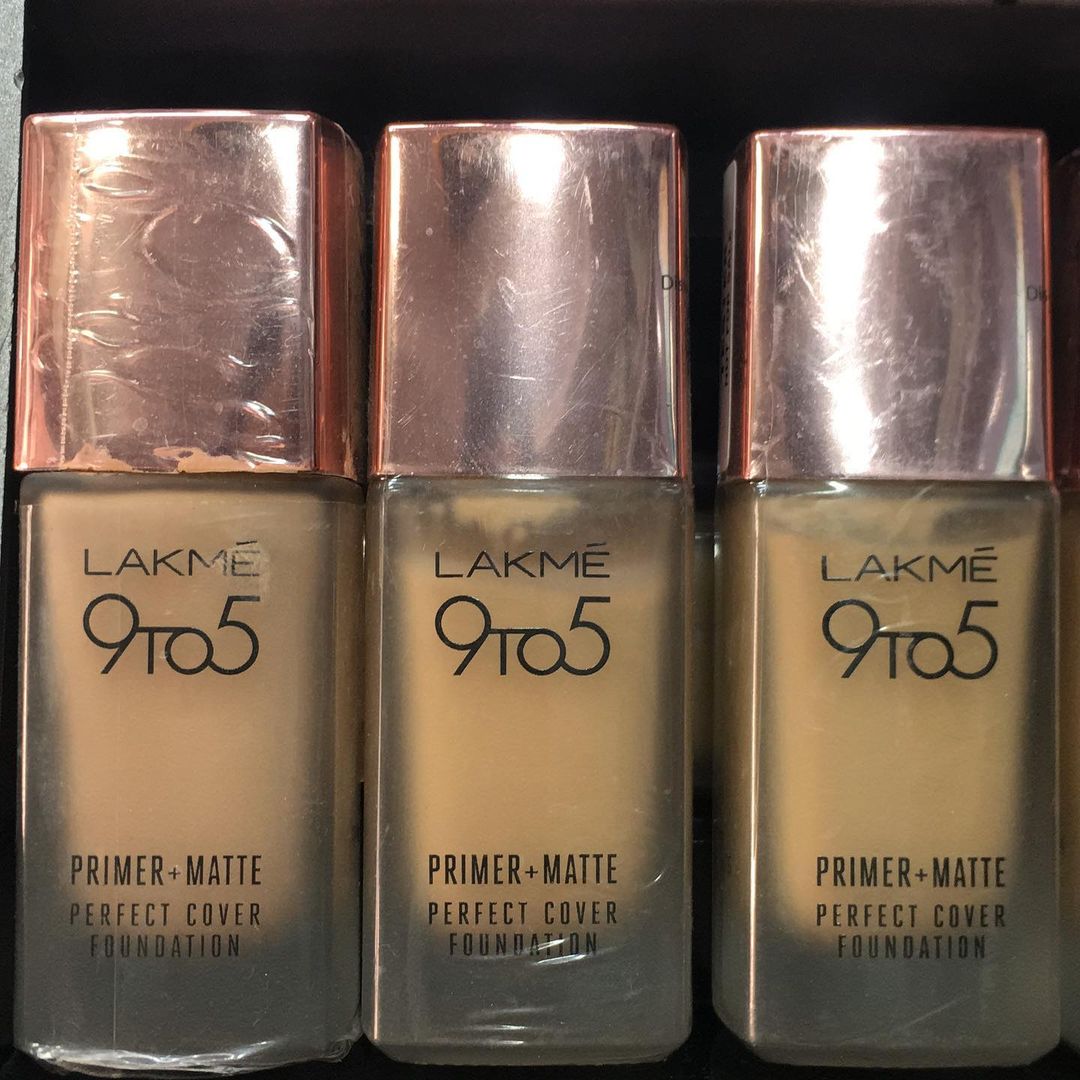 LAKMÉ
9TO5
PRIMER+MATTE
PERFECT COVER
FOUNDATION
LAKMÉ
9TO5
PRIMER+MATTE
PERFECT COVER
FOUNDATION
LAKMÉ
9TO5
PRIMER+MATTE
PERFECT COVER
FOUNDATION